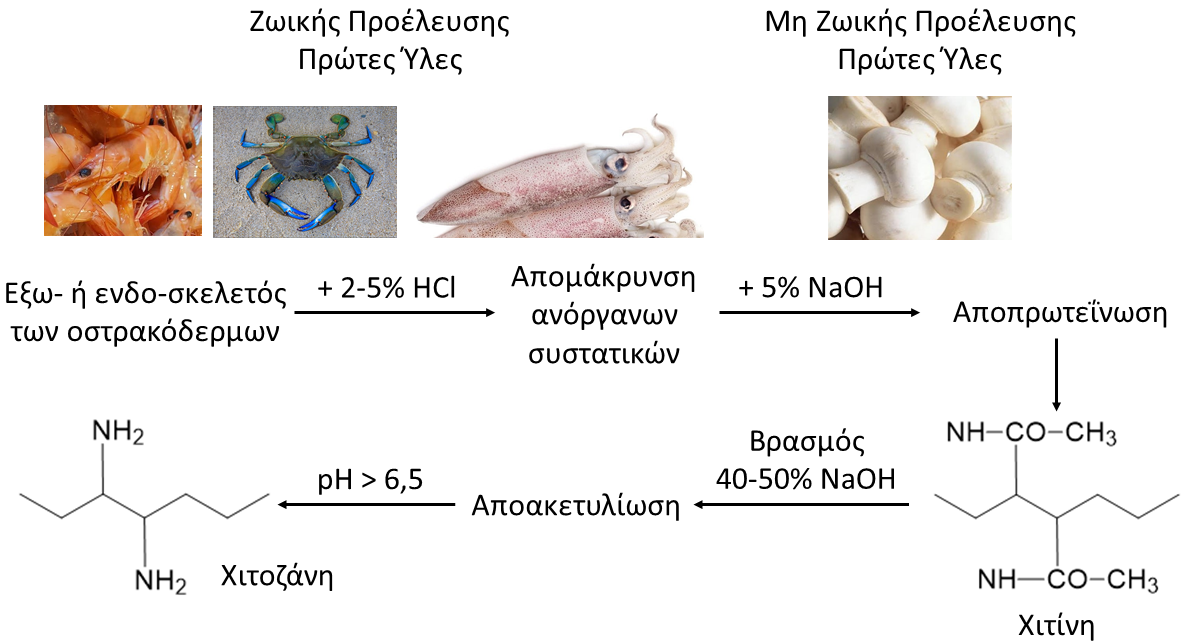 Ζωικής Προέλευσης
Πρώτες Ύλες
Μη Ζωικής Προέλευσης
Πρώτες Ύλες
Εξω- ή ενδο-σκελετός
των οστρακόδερμων
+ 2-5% HCl
Απομάκρυνση
ανόργανων
συστατικών
+ 5% NaOH
Αποπρωτεΐνωση
NH–CO–CH3
NH–CO–CH3
Χιτίνη
Βρασμός
40-50% NaOH
Αποακετυλίωση
pH > 6,5
NH2
NH2
Χιτοζάνη